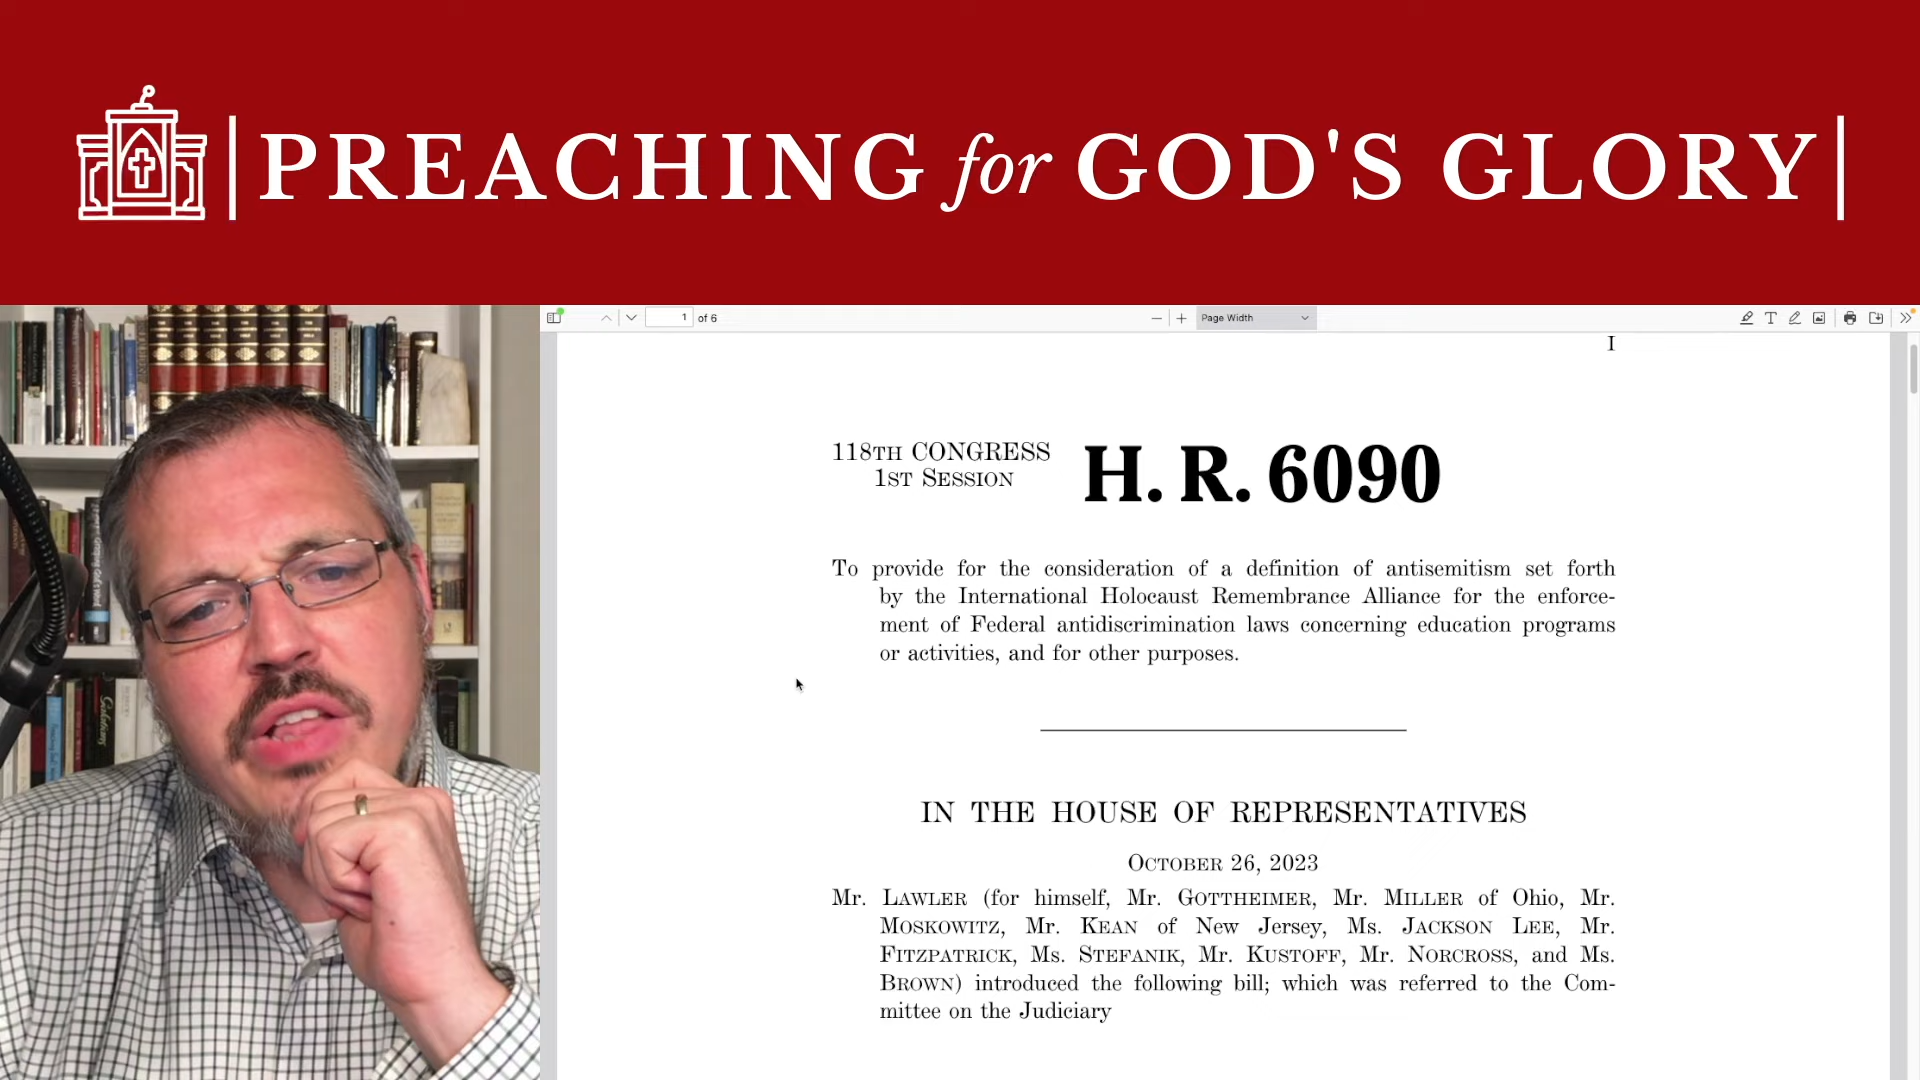 PREACHING for GOD'S GLORY
1 of 6
Page Width
I
118TH CONGRESS
1ST SESSION
H. R. 6090
To provide for the consideration of a definition of antisemitism set forth
by the International Holocaust Remembrance Alliance for the enforce-
ment of Federal antidiscrimination laws concerning education programs
or activities, and for other purposes.
IN THE HOUSE OF REPRESENTATIVES
OCTOBER 26, 2023
Mr. LAWLER (for himself, Mr. GOTTHEIMER, Mr. MILLER of Ohio, Mr.
MOSKOWITZ, Mr. KEAN of New Jersey, Ms. JACKSON LEE, Mr.
FITZPATRICK, Ms. STEFANIK, Mr. KUSTOFF, Mr. NORCROSS, and Ms.
BROWN) introduced the following bill; which was referred to the Com-
mittee on the Judiciary